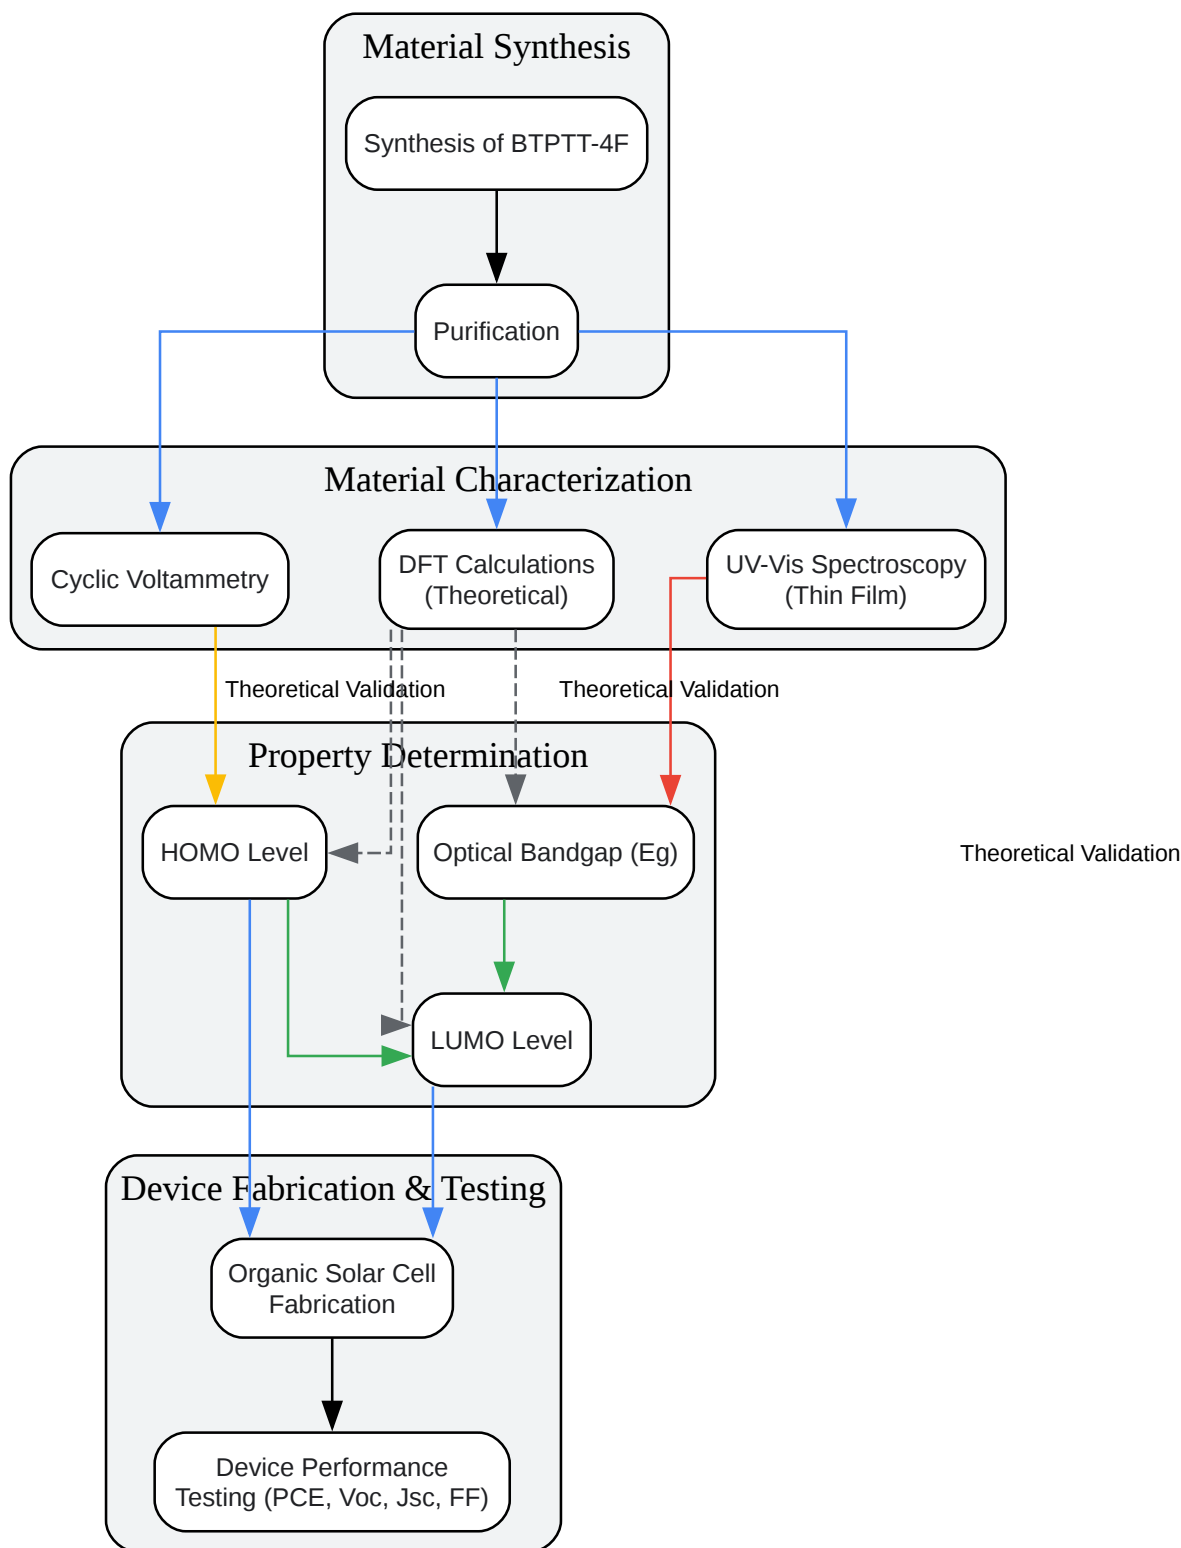 Material Synthesis
Synthesis of BTPTT-4F
Purification
Material Characterization
Cyclic Voltammetry
DFT Calculations
(Theoretical)
UV-Vis Spectroscopy
(Thin Film)
Theoretical Validation
Theoretical Validation
Property Determination
HOMO Level
Optical Bandgap (Eg)
Theoretical Validation
LUMO Level
Device Fabrication & Testing
Organic Solar Cell
Fabrication
Device Performance
Testing (PCE, Voc, Jsc, FF)